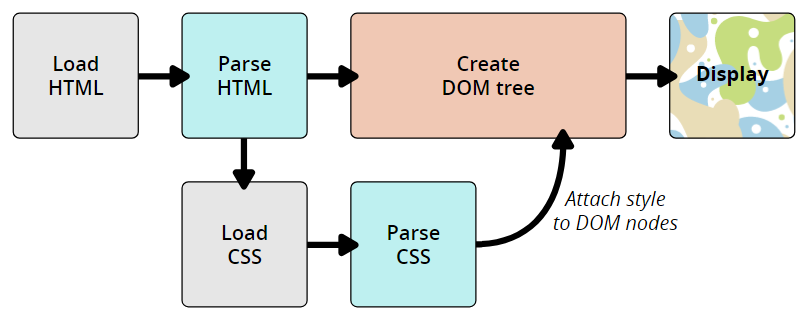 Load
HTML
Parse
HTML
Create
DOM tree
Display
Load
CSS
Parse
CSS
Attach style
to DOM nodes